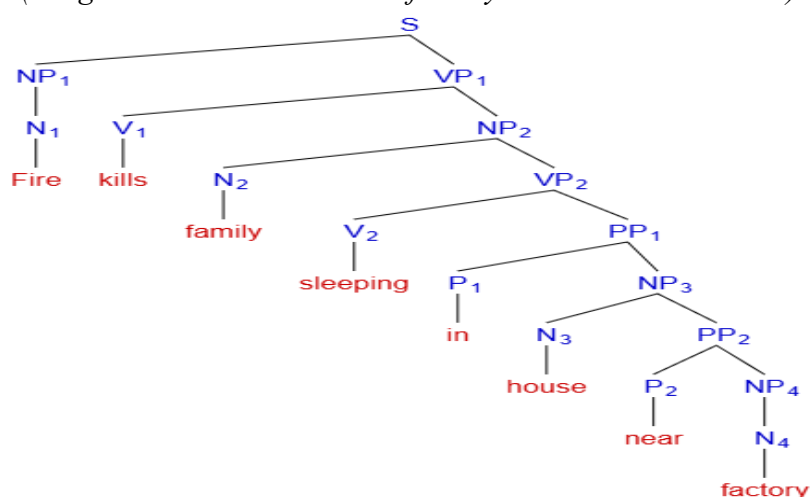 S
NP₁ VP₁
N₁ V₁ NP₂
Fire kills N₂ VP₂
family V₂ PP₁
sleeping P₁ NP₃
in N₃ PP₂
house P₂ NP₄
near N₄
factory